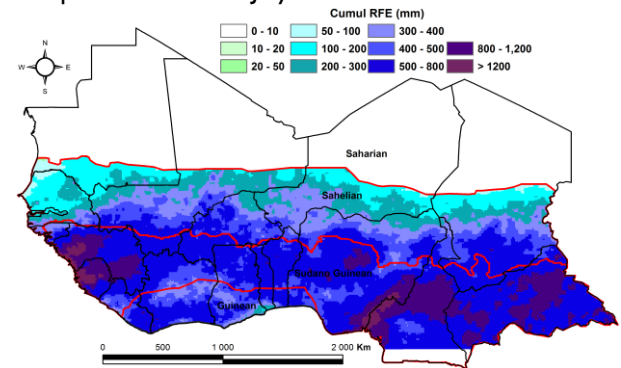 Cumul RFE (mm)
0 - 10 50 - 100 300 - 400
10 - 20 100 - 200 400 - 500 800 - 1,200
20 - 50 200 - 300 500 - 800 > 1200
N
W E
S
Saharian
Sahelian
Sudano Guinean
Guinean
0 500 1 000 2 000 Km